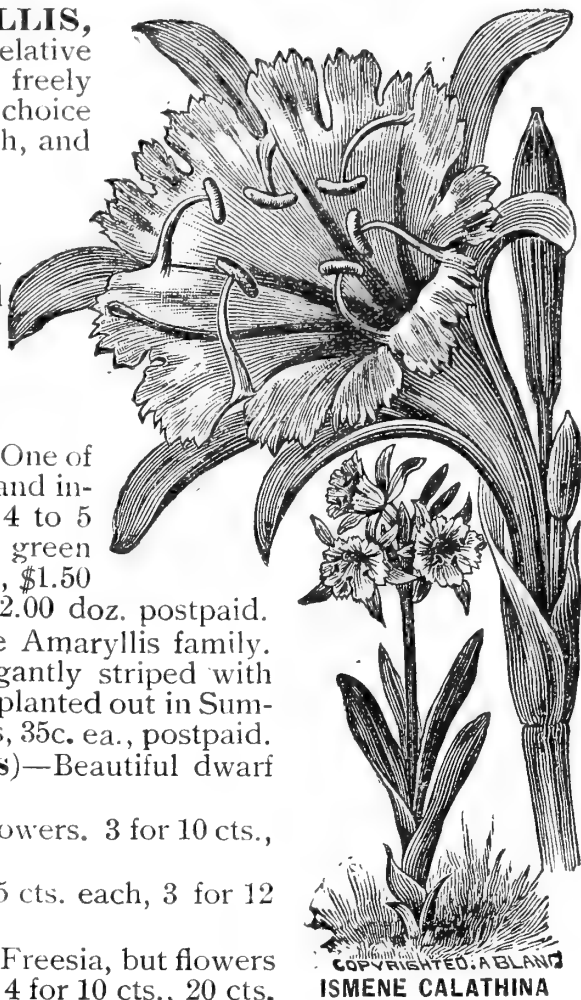 LLIS,
elative
freely
choice
h, and
One of
and in-
4 to 5
green
, $1.50
2.00 doz. postpaid.
e Amaryllis family.
gantly striped with
planted out in Sum-
s, 35c. ea., postpaid.
s)—Beautiful dwarf
owers. 3 for 10 cts.,
5 cts. each, 3 for 12
Freesia, but flowers
4 for 10 cts., 20 cts.
COPYRIGHTED. A BLANC
ISMENE CALATHINA